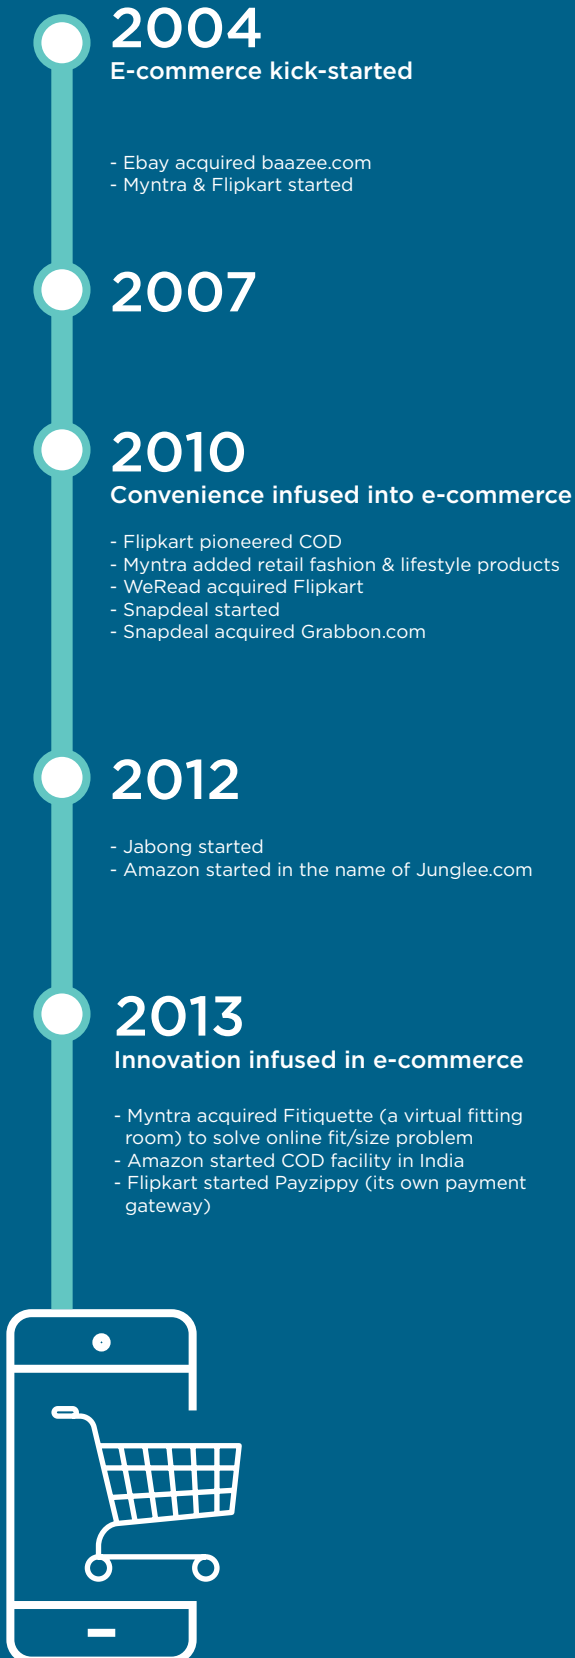 2004
E-commerce kick-started
- Ebay acquired baazee.com
- Myntra & Flipkart started
2007
2010
Convenience infused into e-commerce
- Flipkart pioneered COD
- Myntra added retail fashion & lifestyle products
- WeRead acquired Flipkart
- Snapdeal started
- Snapdeal acquired Grabbon.com
2012
- Jabong started
- Amazon started in the name of Junglee.com
2013
Innovation infused in e-commerce
- Myntra acquired Fitiquette (a virtual fitting
room) to solve online fit/size problem
- Amazon started COD facility in India
- Flipkart started Payzippy (its own payment
gateway)